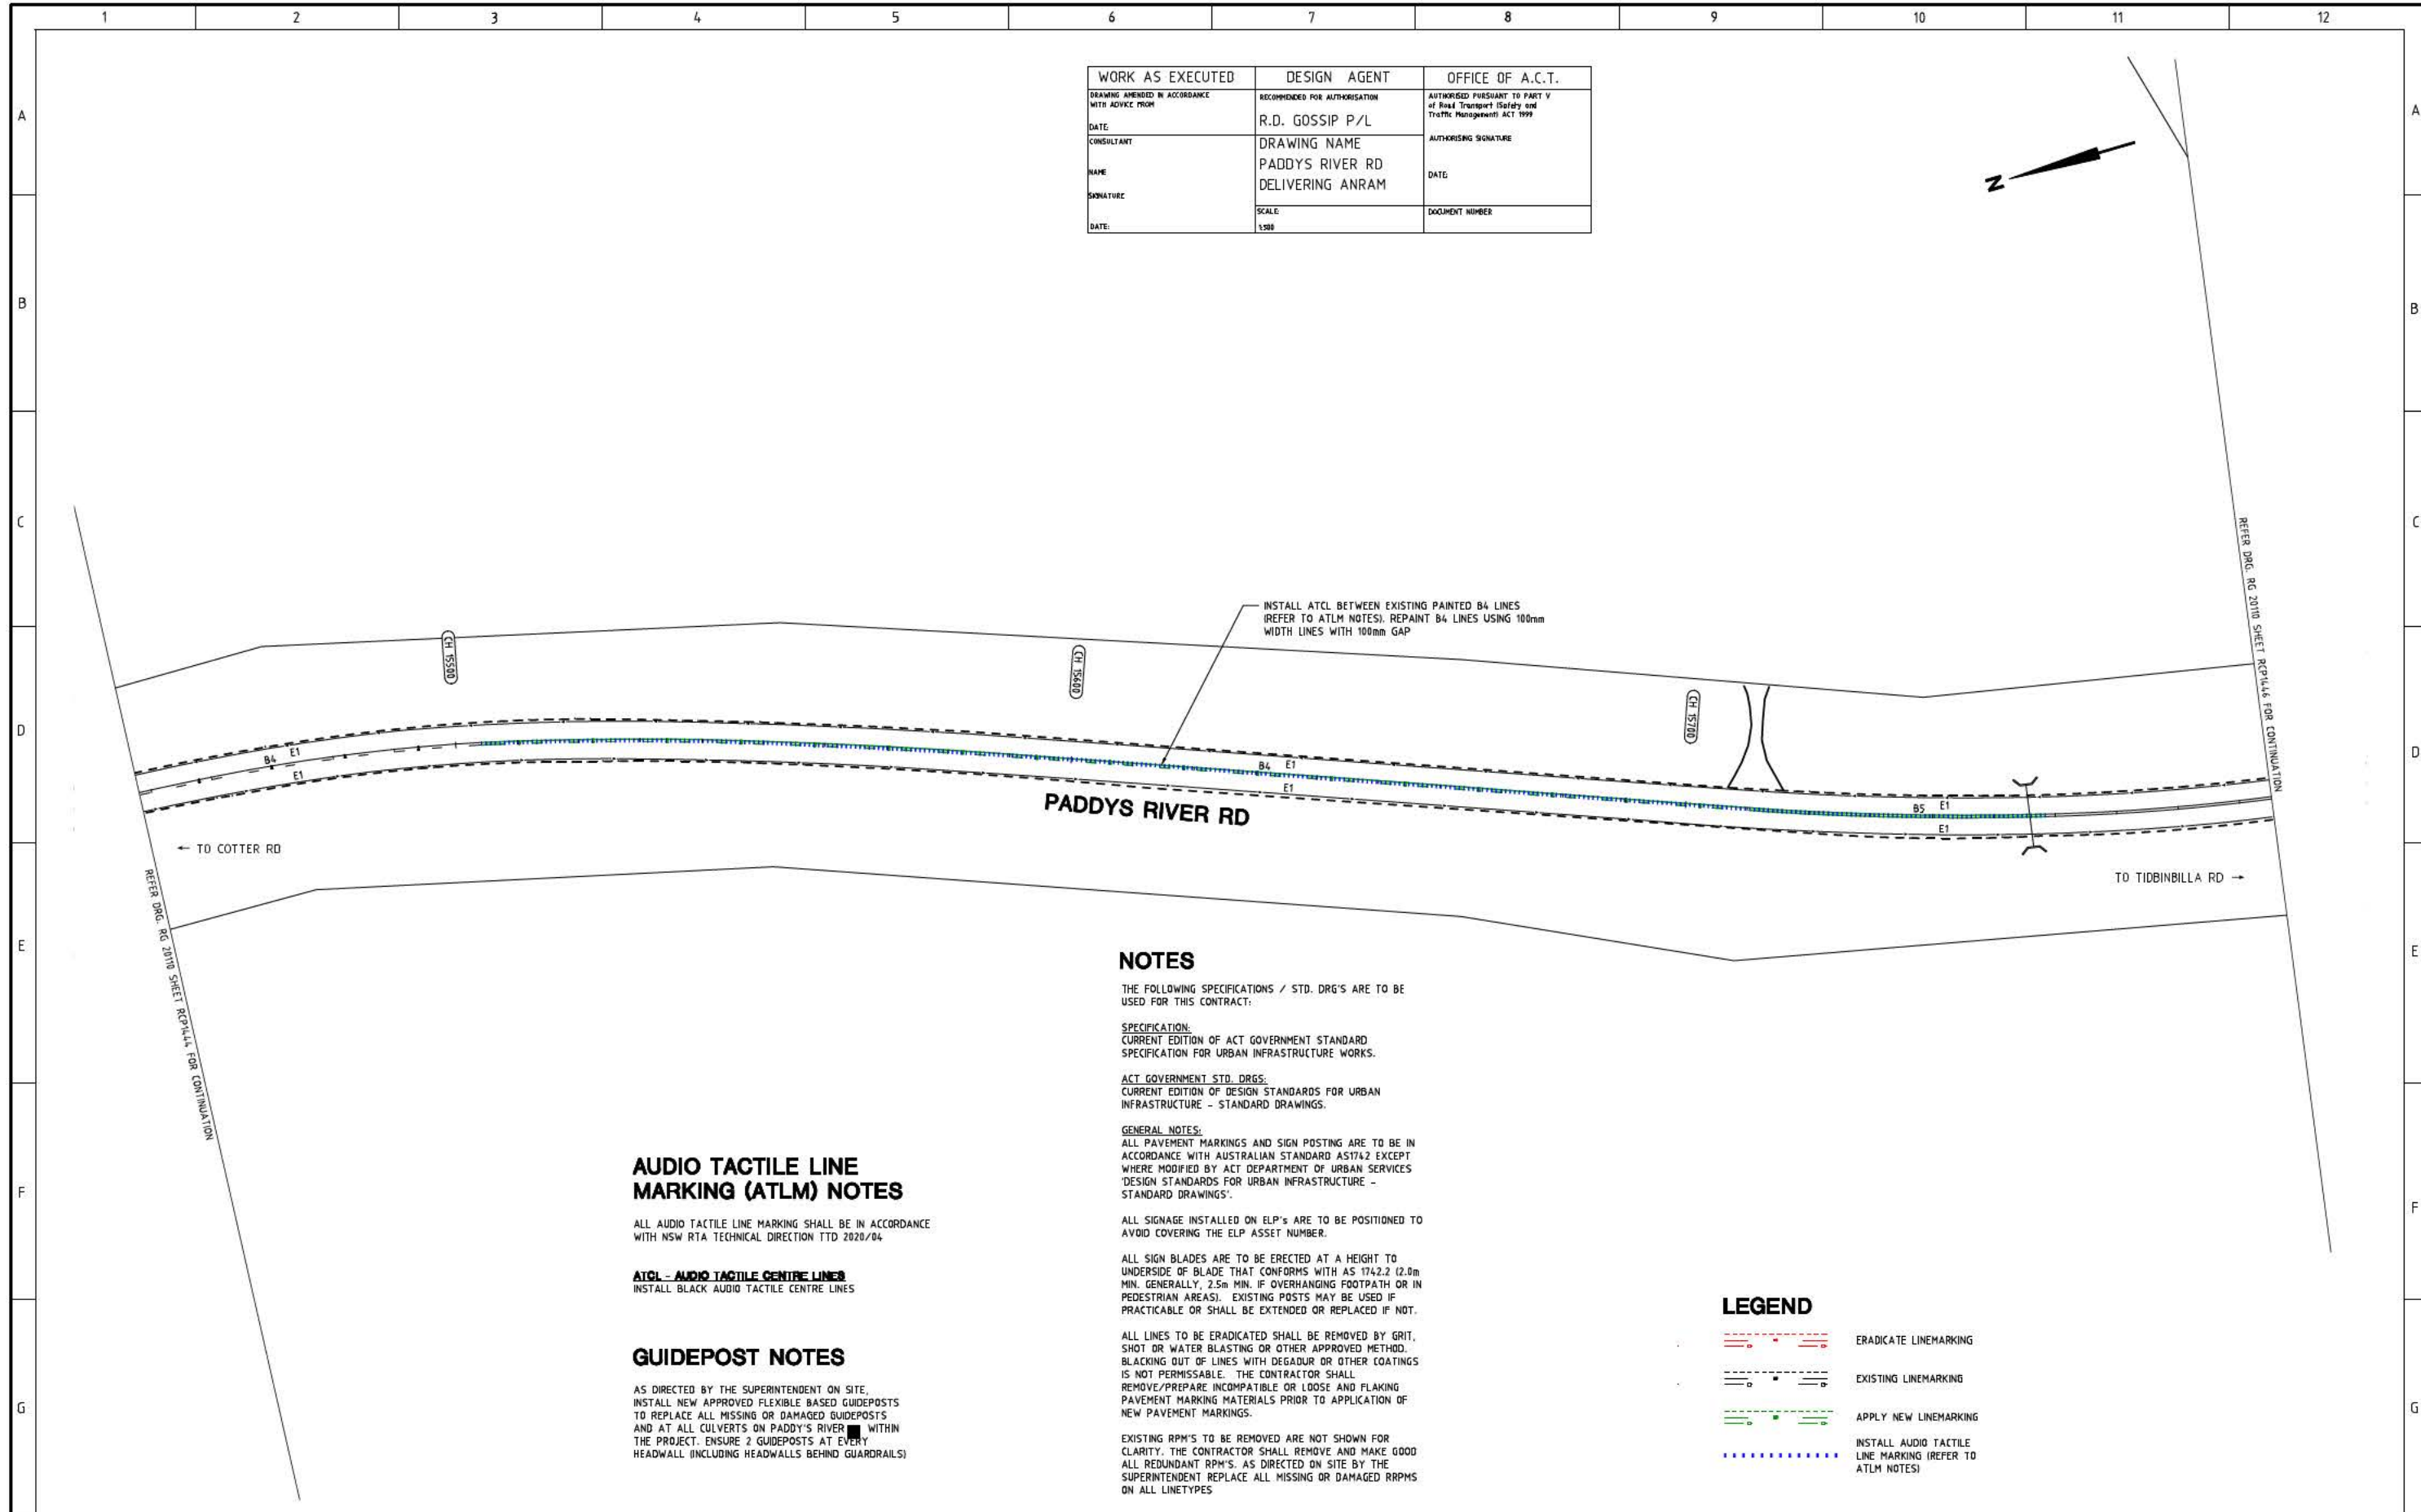 1 2 3 4 5 6 7 8 9 10 11 12
A
B
C
D
E
F
G
A
B
C
D
E
F
G
WORK AS EXECUTED
DRAWING AMENDED IN ACCORDANCE
WITH ADVICE FROM
DATE:
CONSULTANT
NAME
SIGNATURE
DATE:
DESIGN AGENT
RECOMMENDED FOR AUTHORISATION
R.D. GOSSIP P/L
DRAWING NAME
PADDYS RIVER RD
DELIVERING ANRAM
SCALE:
1:500
OFFICE OF A.C.T.
AUTHORISED PURSUANT TO PART V
of Road Transport (Safety and
Traffic Management) ACT 1999
AUTHORISING SIGNATURE
DATE:
DOCUMENT NUMBER
N
REFER DRG. RG 20110 SHEET RCP1446 FOR CONTINUATION
INSTALL ATCL BETWEEN EXISTING PAINTED B4 LINES
(REFER TO ATLM NOTES). REPAINT B4 LINES USING 100mm
WIDTH LINES WITH 100mm GAP
CH 15500
CH 15600
CH 15700
E1
B4
E1
B4 E1
E1
B5 E1
E1
PADDYS RIVER RD
← TO COTTER RD
TO TIDBINBILLA RD →
REFER DRG. RG 20110 SHEET RCP1444 FOR CONTINUATION
AUDIO TACTILE LINE
MARKING (ATLM) NOTES
ALL AUDIO TACTILE LINE MARKING SHALL BE IN ACCORDANCE
WITH NSW RTA TECHNICAL DIRECTION TTD 2020/04
ATCL - AUDIO TACTILE CENTRE LINES
INSTALL BLACK AUDIO TACTILE CENTRE LINES
GUIDEPOST NOTES
AS DIRECTED BY THE SUPERINTENDENT ON SITE,
INSTALL NEW APPROVED FLEXIBLE BASED GUIDEPOSTS
TO REPLACE ALL MISSING OR DAMAGED GUIDEPOSTS
AND AT ALL CULVERTS ON PADDY'S RIVER WITHIN
THE PROJECT. ENSURE 2 GUIDEPOSTS AT EVERY
HEADWALL (INCLUDING HEADWALLS BEHIND GUARDRAILS)
NOTES
THE FOLLOWING SPECIFICATIONS / STD. DRG'S ARE TO BE
USED FOR THIS CONTRACT:
SPECIFICATION:
CURRENT EDITION OF ACT GOVERNMENT STANDARD
SPECIFICATION FOR URBAN INFRASTRUCTURE WORKS.
ACT GOVERNMENT STD. DRGS:
CURRENT EDITION OF DESIGN STANDARDS FOR URBAN
INFRASTRUCTURE - STANDARD DRAWINGS.
GENERAL NOTES:
ALL PAVEMENT MARKINGS AND SIGN POSTING ARE TO BE IN
ACCORDANCE WITH AUSTRALIAN STANDARD AS1742 EXCEPT
WHERE MODIFIED BY ACT DEPARTMENT OF URBAN SERVICES
'DESIGN STANDARDS FOR URBAN INFRASTRUCTURE -
STANDARD DRAWINGS'.
ALL SIGNAGE INSTALLED ON ELP's ARE TO BE POSITIONED TO
AVOID COVERING THE ELP ASSET NUMBER.
ALL SIGN BLADES ARE TO BE ERECTED AT A HEIGHT TO
UNDERSIDE OF BLADE THAT CONFORMS WITH AS 1742.2 (2.0m
MIN. GENERALLY, 2.5m MIN. IF OVERHANGING FOOTPATH OR IN
PEDESTRIAN AREAS). EXISTING POSTS MAY BE USED IF
PRACTICABLE OR SHALL BE EXTENDED OR REPLACED IF NOT.
ALL LINES TO BE ERADICATED SHALL BE REMOVED BY GRIT,
SHOT OR WATER BLASTING OR OTHER APPROVED METHOD.
BLACKING OUT OF LINES WITH DEGADUR OR OTHER COATINGS
IS NOT PERMISSABLE. THE CONTRACTOR SHALL
REMOVE/PREPARE INCOMPATIBLE OR LOOSE AND FLAKING
PAVEMENT MARKING MATERIALS PRIOR TO APPLICATION OF
NEW PAVEMENT MARKINGS.
EXISTING RPM'S TO BE REMOVED ARE NOT SHOWN FOR
CLARITY. THE CONTRACTOR SHALL REMOVE AND MAKE GOOD
ALL REDUNDANT RPM'S. AS DIRECTED ON SITE BY THE
SUPERINTENDENT REPLACE ALL MISSING OR DAMAGED RRPMS
ON ALL LINETYPES
LEGEND
ERADICATE LINEMARKING
EXISTING LINEMARKING
APPLY NEW LINEMARKING
INSTALL AUDIO TACTILE
LINE MARKING (REFER TO
ATLM NOTES)